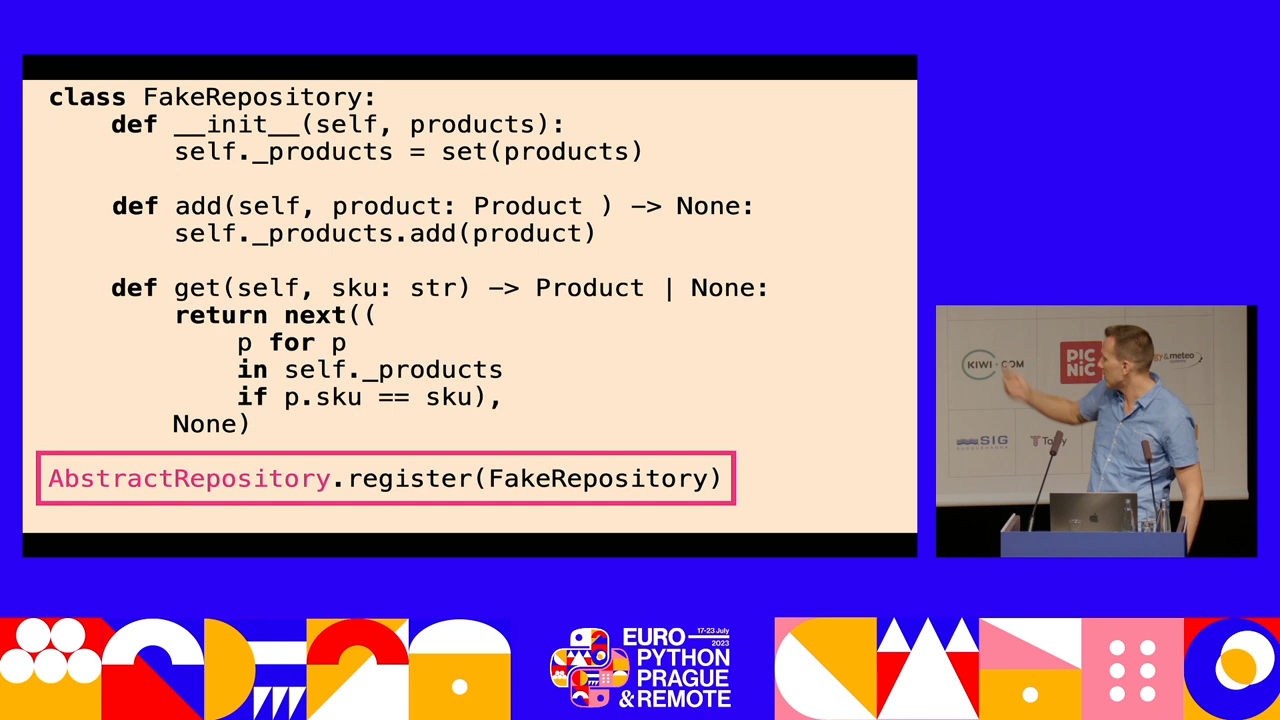 class FakeRepository:
    def __init__(self, products):
        self._products = set(products)
    def add(self, product: Product ) —> None:
        self._products.add(product)
    def get(self, sku: str) —> Product | None:
        return next((
            p for p
            in self._products
            if p.sku == sku),
        None)
AbstractRepository.register(FakeRepository)
KIWI.COM
PIC
NIC
gy & meteo
systems
SIG
EURO
17-23 July
2023
PYTHON
PRAGUE
& REMOTE